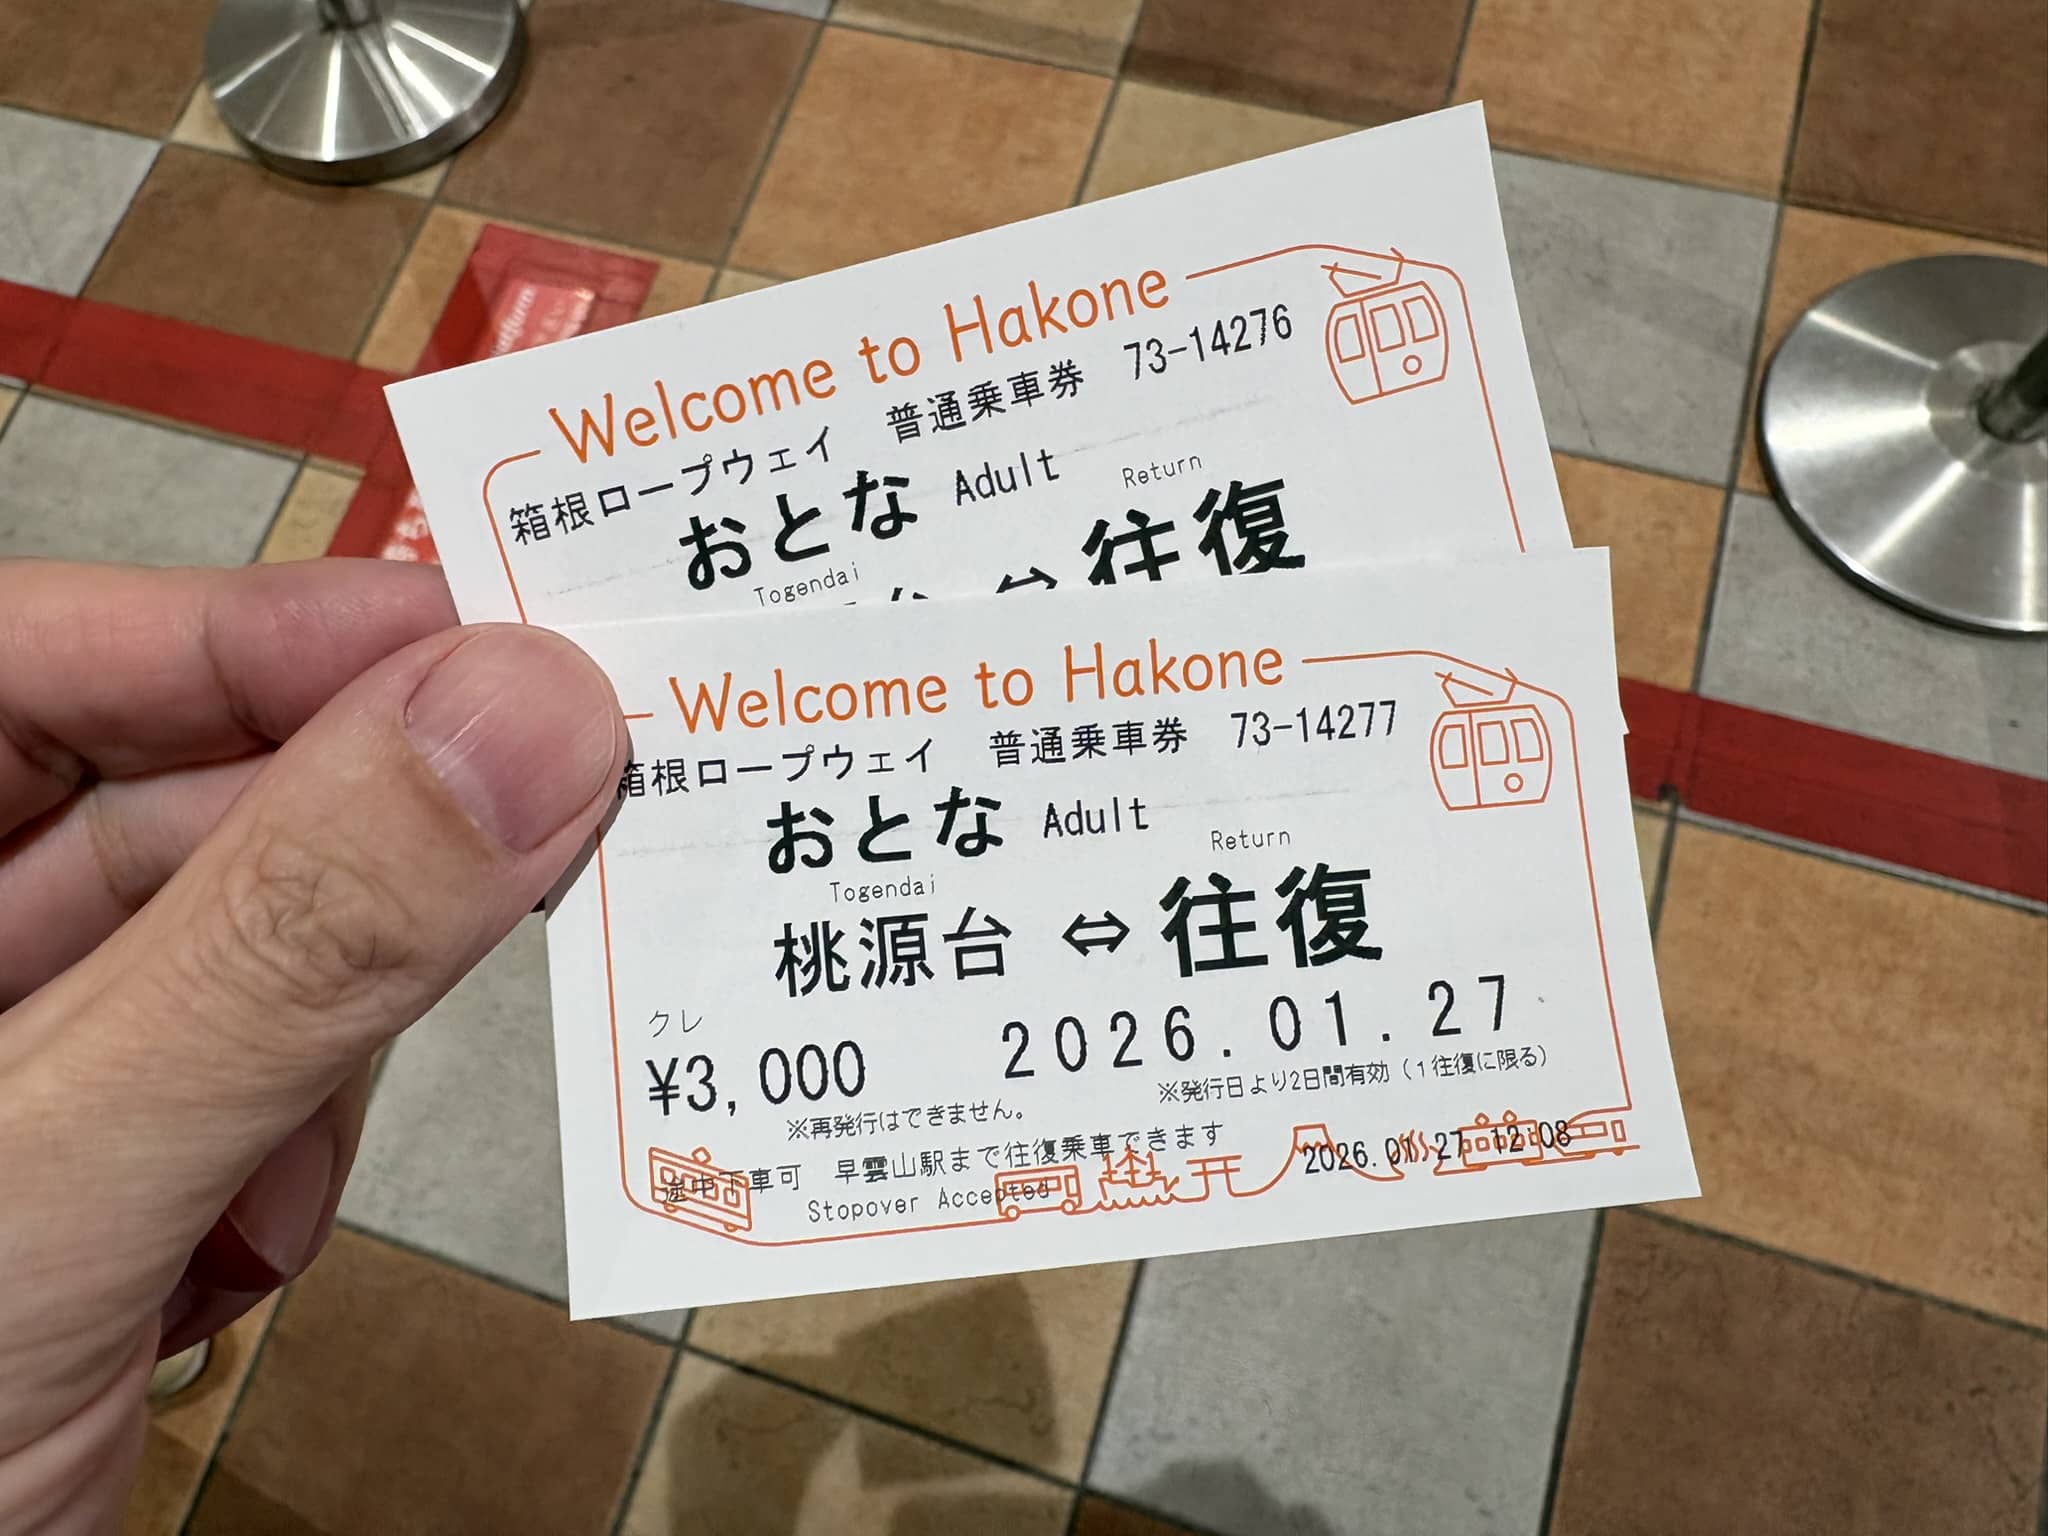 Welcome to Hakone
箱根ロープウェイ 普通乗車券 73-14276
おとな Adult Return
往復
Togendai
台 ⇔
Welcome to Hakone
箱根ロープウェイ 普通乗車券 73-14277
おとな Adult
Togendai Return
桃源台 ⇔ 往復
クレ
¥3,000 2026.01.27
※発行日より2日間有効（1往復に限る）
※再発行はできません。
途中下車可 早雲山駅まで往復乗車できます
Stopover Accepted
2026.01.27 12:08